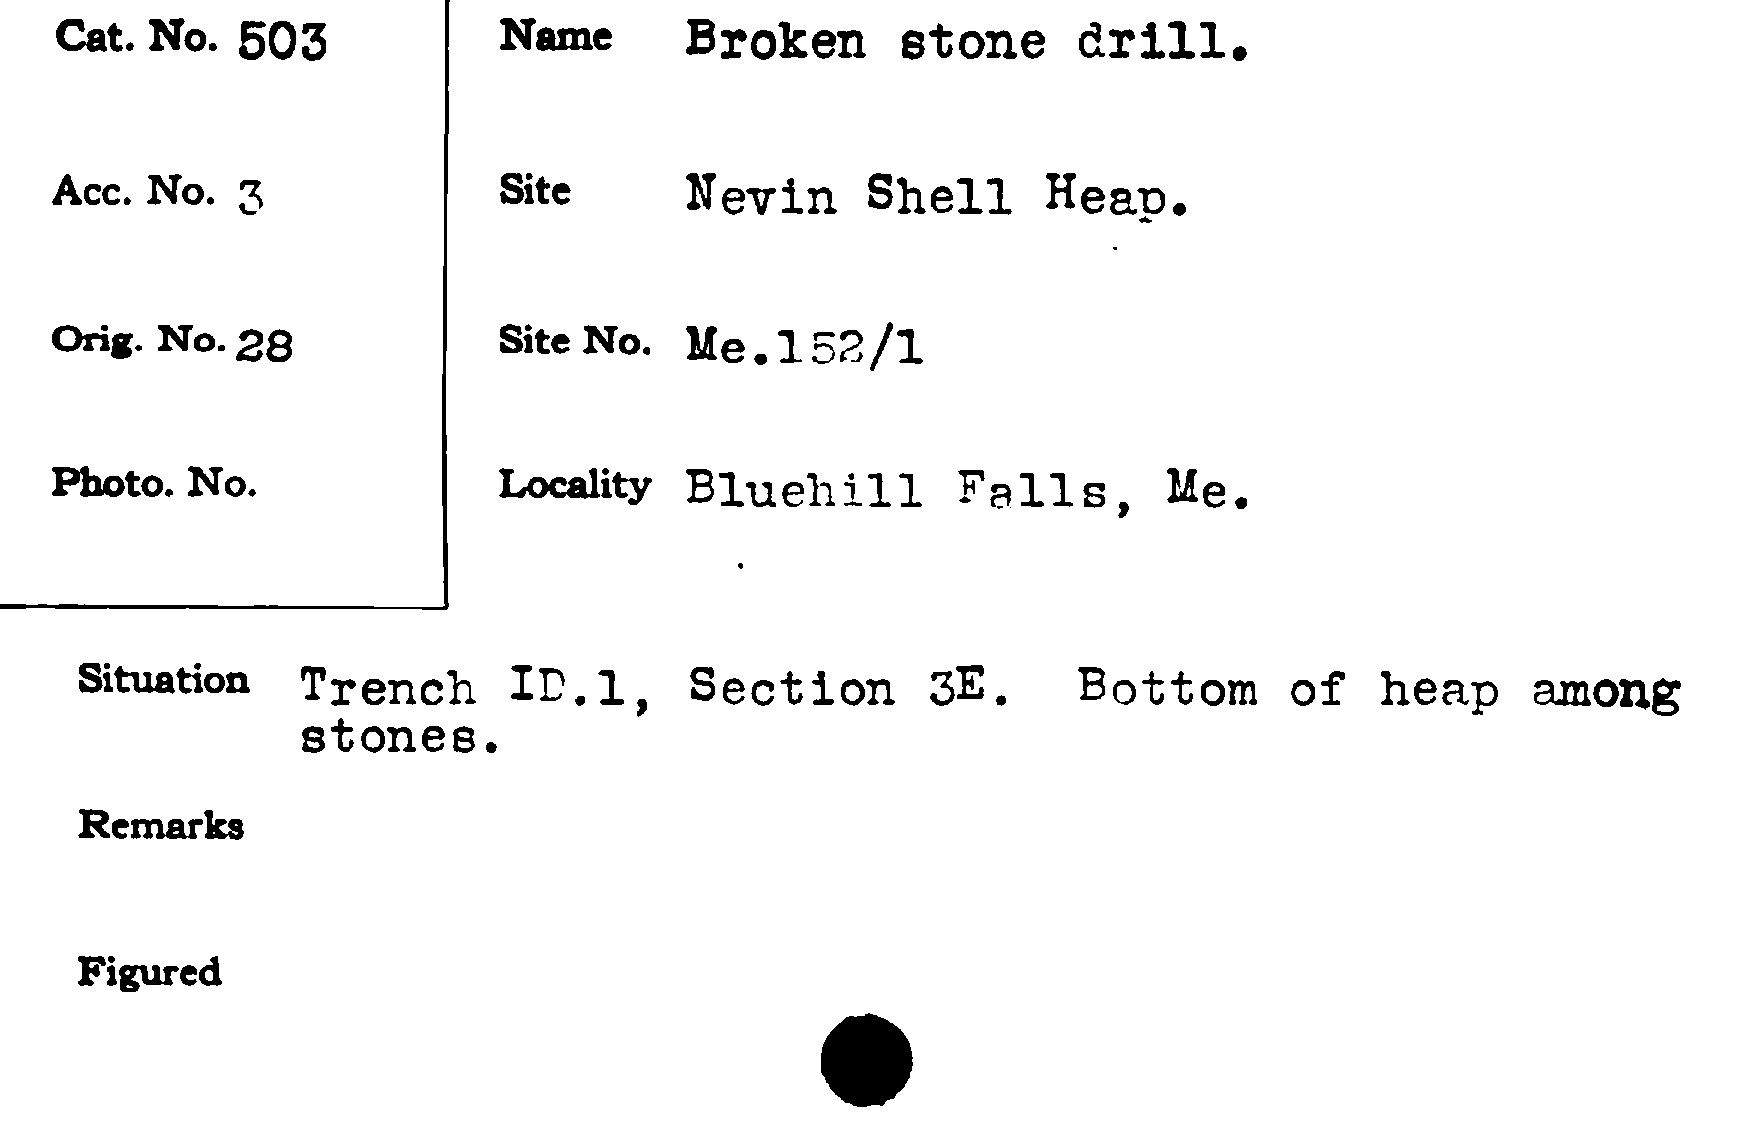 Cat. No. 503
Name Broken stone drill.
Acc. No. 3
Site Nevin Shell Heap.
Orig. No. 28
Site No. Me.152/1
Photo. No.
Locality Bluehill Falls, Me.
Situation Trench ID.1, Section 3E. Bottom of heap among
stones.
Remarks
Figured